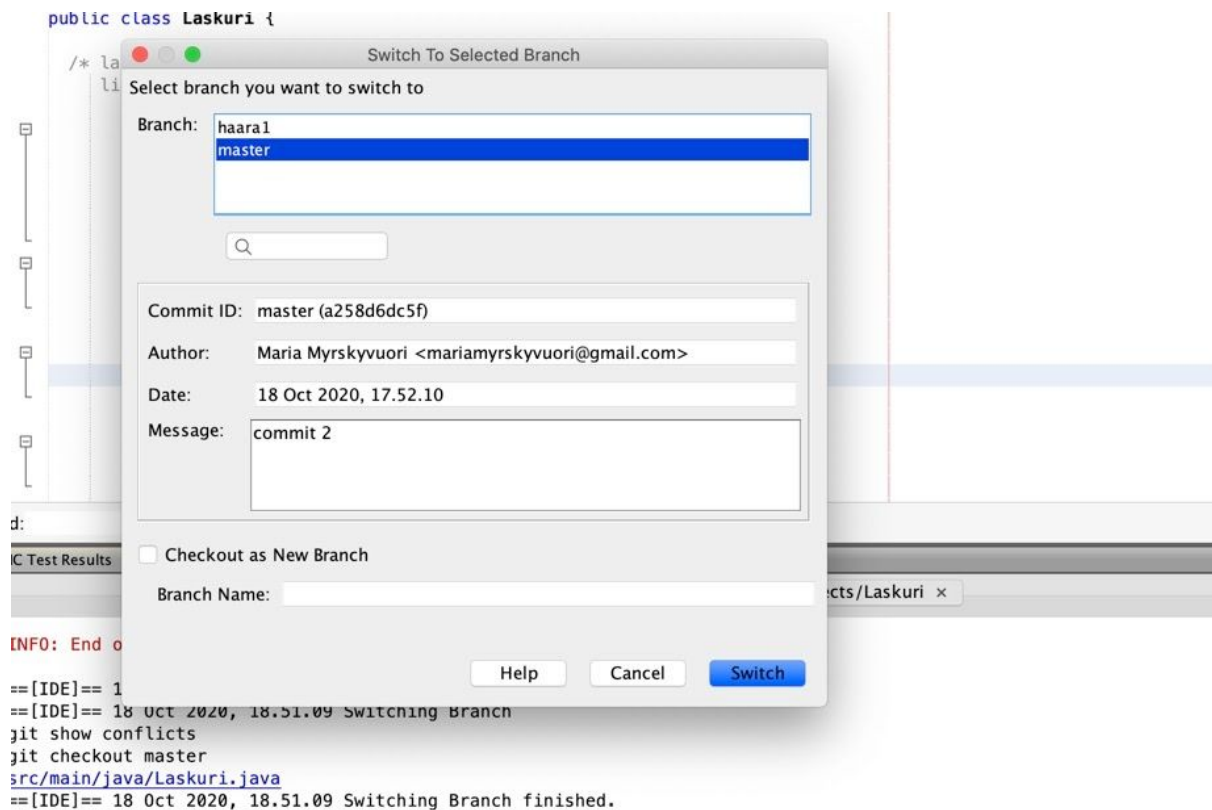 public class Laskuri {
/* la
li
Switch To Selected Branch
Select branch you want to switch to
Branch:
haara1
master
Commit ID: master (a258d6dc5f)
Author: Maria Myrskyvuori <mariamyrskyvuori@gmail.com>
Date: 18 Oct 2020, 17.52.10
Message: commit 2
d:
C Test Results
Checkout as New Branch
Branch Name:
cts/Laskuri ×
INFO: End o
Help Cancel Switch
==[IDE]== 1
==[IDE]== 18 Oct 2020, 18.51.09 Switching Branch
git show conflicts
git checkout master
src/main/java/Laskuri.java
==[IDE]== 18 Oct 2020, 18.51.09 Switching Branch finished.